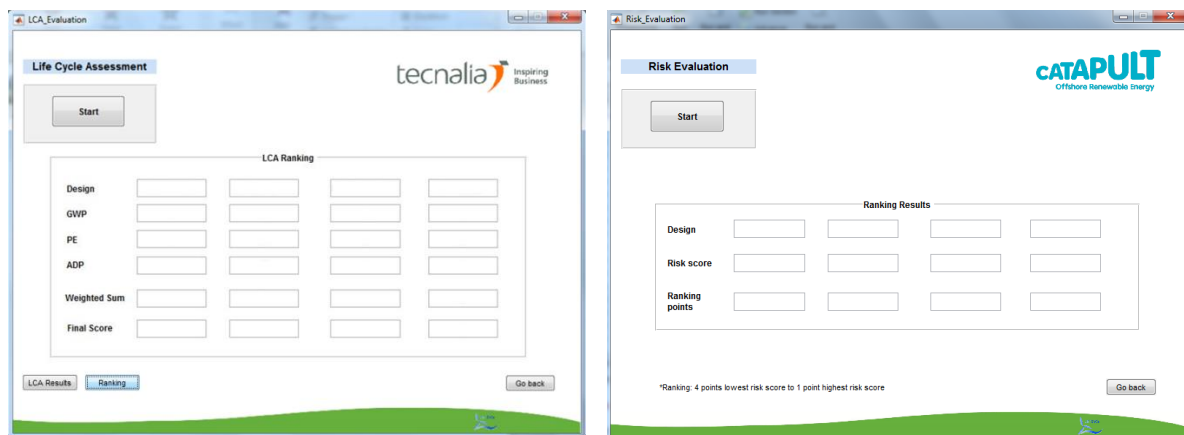 LCA_Evaluation
Life Cycle Assessment
tecnalia Inspiring
Business
Start
LCA Ranking
Design
GWP
PE
ADP
Weighted Sum
Final Score
LCA Results Ranking Go back
Risk_Evaluation
Risk Evaluation
CATAPULT
Offshore Renewable Energy
Start
Ranking Results
Design
Risk score
Ranking
points
*Ranking: 4 points lowest risk score to 1 point highest risk score
Go back